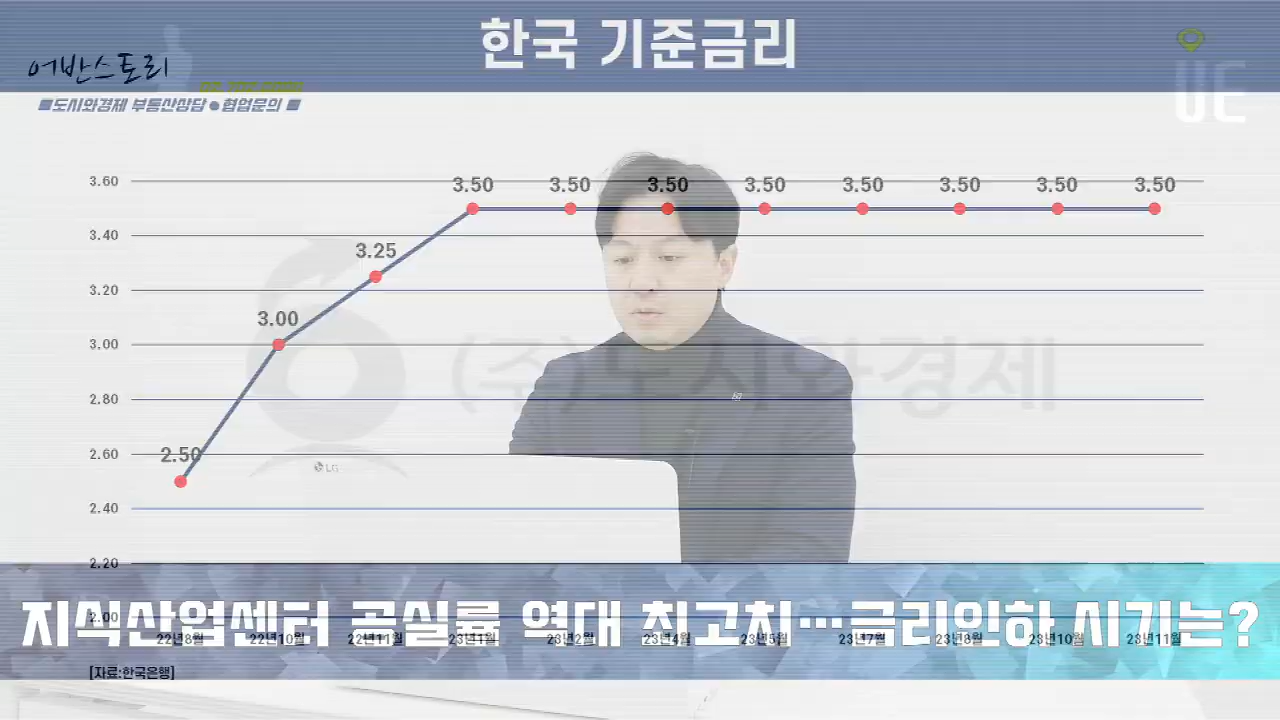 한국 기준금리
어반스토리
■도시와경제 부동산상담 ● 협업문의 ■
UE
3.60
3.40
3.20
3.00
2.80
2.60
2.40
2.20
2.00
2.50
3.00
3.25
3.50 3.50 3.50 3.50 3.50 3.50 3.50 3.50
(주)도시와경제
LG
지식산업센터 공실률 역대 최고치…금리인하 시기는?
22년8월 22년10월 22년11월 23년1월 23년2월 23년4월 23년5월 23년7월 23년8월 23년10월 23년11월
[자료:한국은행]